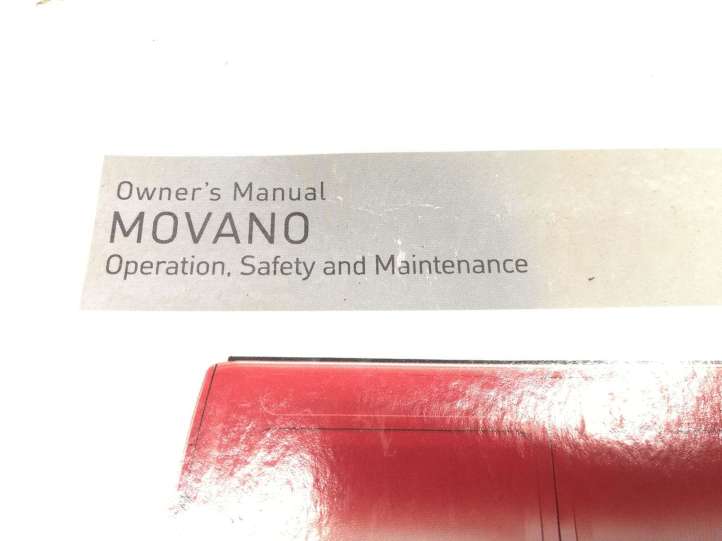 Owner's Manual
MOVANO
Operation, Safety and Maintenance